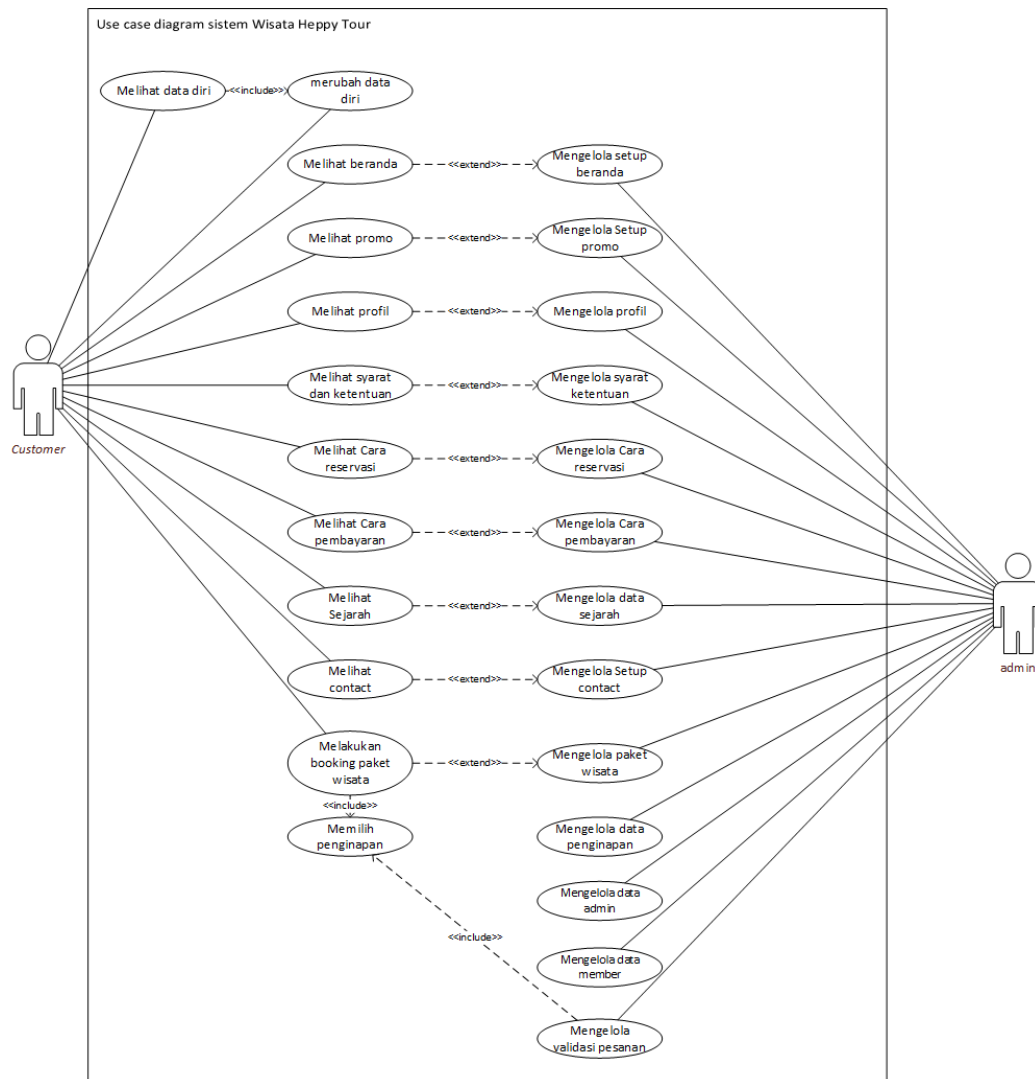 Use case diagram sistem Wisata Heppy Tour
Melihat data diri
<<include>>
merubah data
diri
Melihat beranda
<<extend>>
Mengelola setup
beranda
Melihat promo
<<extend>>
Mengelola Setup
promo
Melihat profil
<<extend>>
Mengelola profil
Melihat syarat
dan ketentuan
<<extend>>
Mengelola syarat
ketentuan
Customer
Melihat Cara
reservasi
<<extend>>
Mengelola Cara
reservasi
Melihat Cara
pembayaran
<<extend>>
Mengelola Cara
pembayaran
Melihat
Sejarah
<<extend>>
Mengelola data
sejarah
admin
Melihat
contact
<<extend>>
Mengelola Setup
contact
Melakukan
booking paket
wisata
<<extend>>
Mengelola paket
wisata
<<include>>
Memilih
penginapan
Mengelola data
penginapan
Mengelola data
admin
<<include>>
Mengelola data
member
Mengelola
validasi pesanan